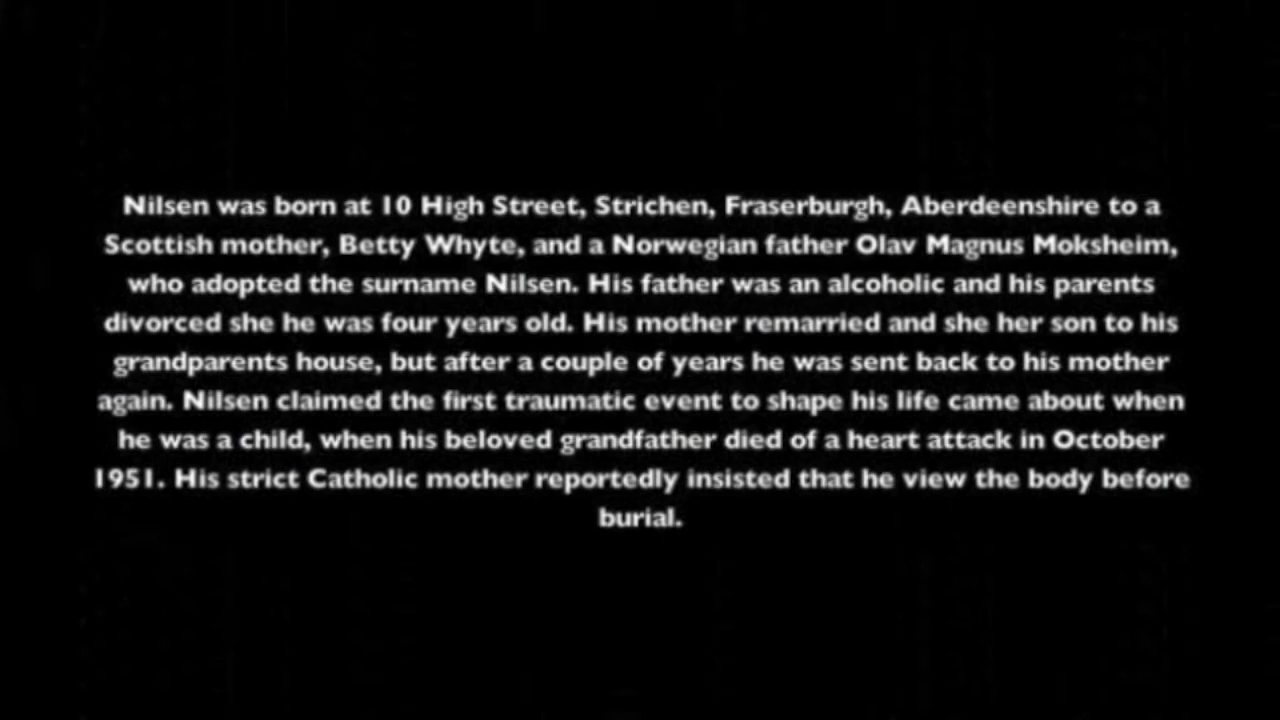 Nilsen was born at 10 High Street, Strichen, Fraserburgh, Aberdeenshire to a
Scottish mother, Betty Whyte, and a Norwegian father Olav Magnus Moksheim,
who adopted the surname Nilsen. His father was an alcoholic and his parents
divorced she he was four years old. His mother remarried and she her son to his
grandparents house, but after a couple of years he was sent back to his mother
again. Nilsen claimed the first traumatic event to shape his life came about when
he was a child, when his beloved grandfather died of a heart attack in October
1951. His strict Catholic mother reportedly insisted that he view the body before
burial.